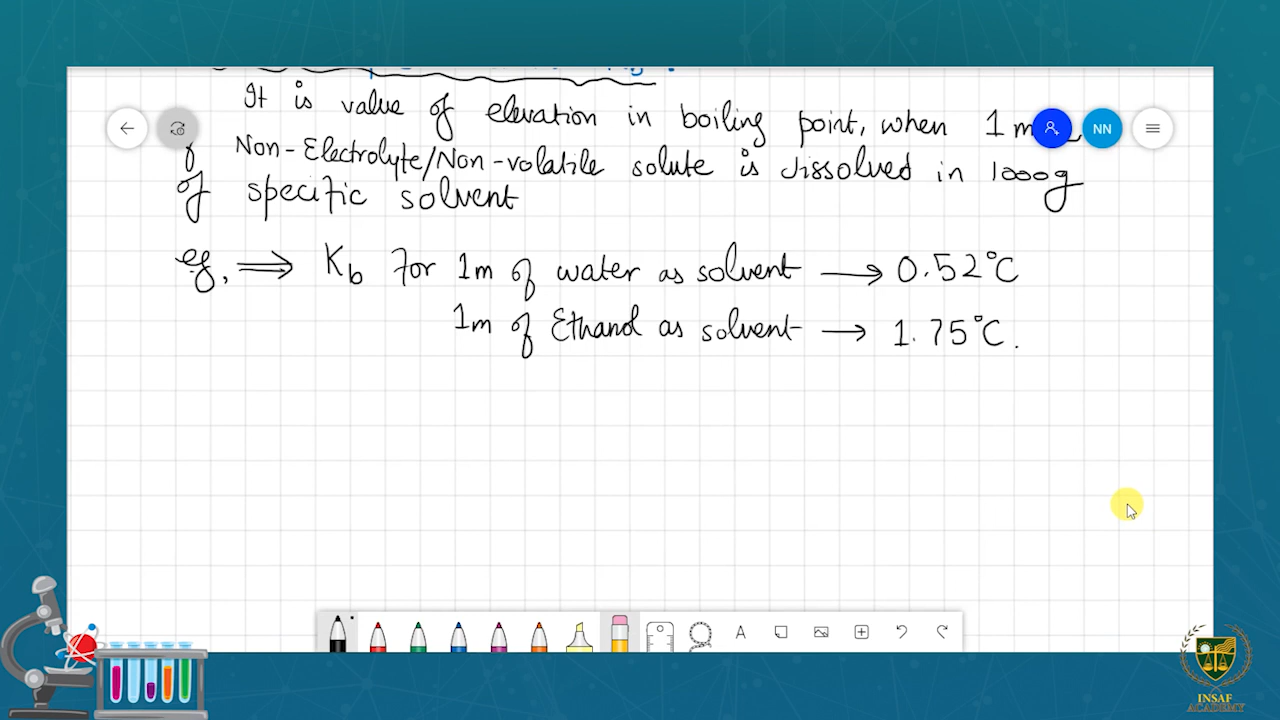 It is value of elevation in boiling point, when 1 m
of Non-Electrolyte/Non-volatile solute is dissolved in 1000g
of specific solvent
eg, ⟹ Kb for 1m of water as solvent → 0.52°C
1m of Ethanol as solvent → 1.75°C.
NN
A
INSAF
ACADEMY